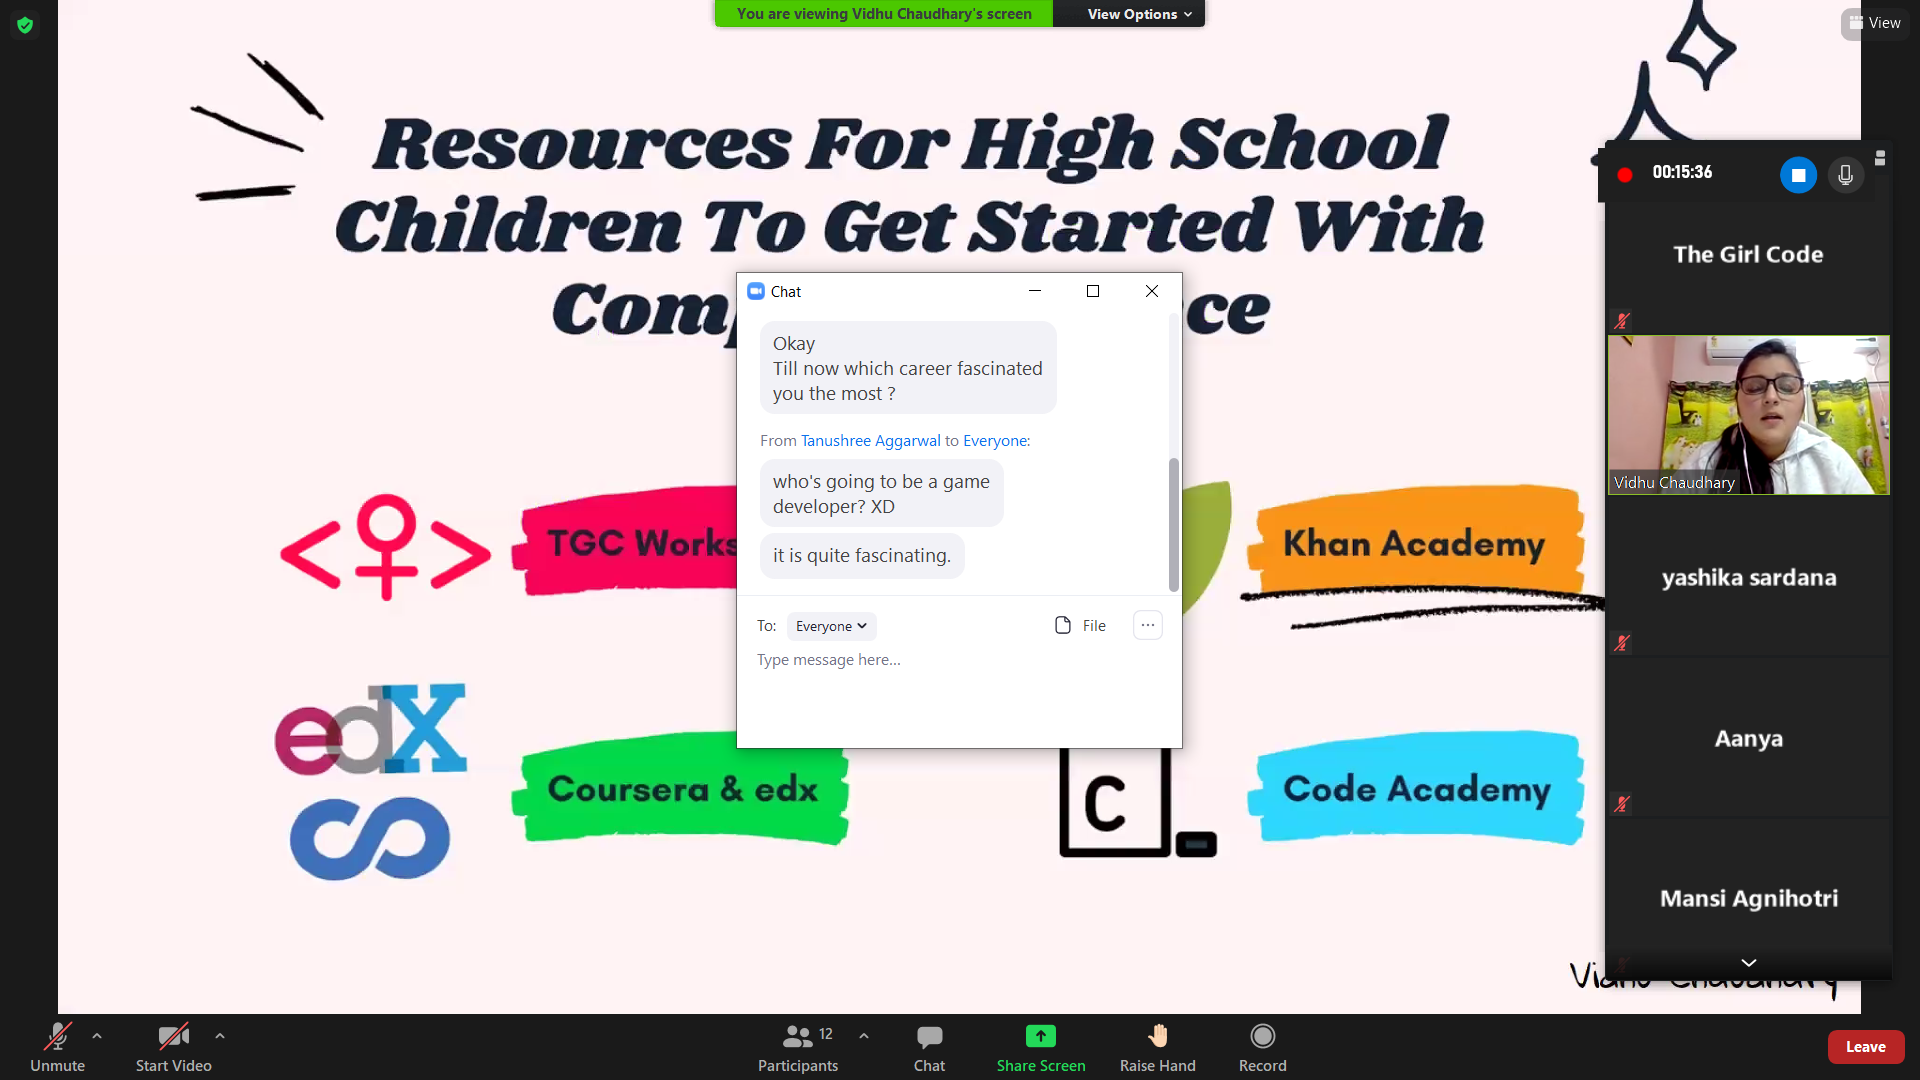 You are viewing Vidhu Chaudhary's screen
View Options
View
Resources For High School
Children To Get Started With
ce
00:15:36
The Girl Code
Vidhu Chaudhary
yashika sardana
Aanya
Mansi Agnihotri
Chat
Okay
Till now which career fascinated
you the most ?
From Tanushree Aggarwal to Everyone:
who's going to be a game
developer? XD
it is quite fascinating.
To: Everyone
File
Type message here...
TGC Works
Khan Academy
edX
Coursera & edx
C
Code Academy
Unmute
Start Video
Participants
12
Chat
Share Screen
Raise Hand
Record
Leave